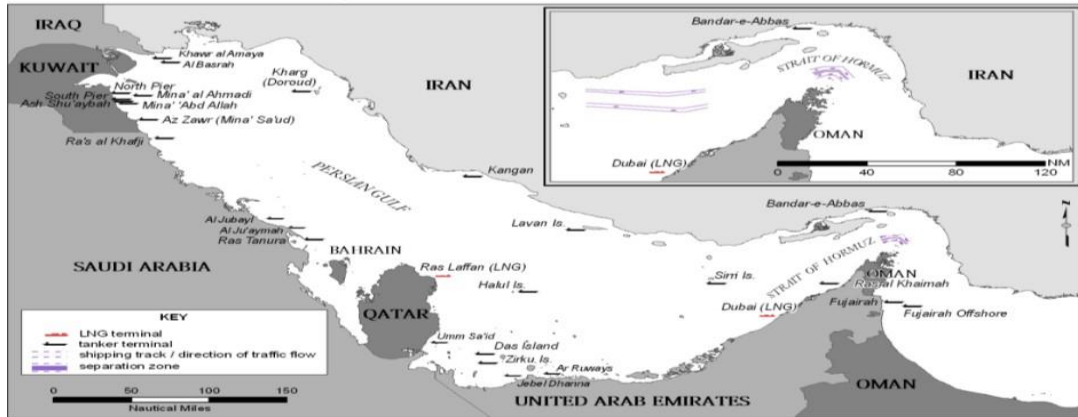 IRAQ
KUWAIT
Khawr al Amaya
Al Basrah
North Pier
South Pier
Ash Shu'aybah
Mina' al Ahmadi
Mina' 'Abd Allah
Az Zawr (Mina' Sa'ud)
Ra's al Khafji
Kharg
(Doroud)
IRAN
Kangan
PERSIAN GULF
Lavan Is.
Al Jubayl
Al Ju'aymah
Ras Tanura
BAHRAIN
SAUDI ARABIA
Ras Laffan (LNG)
Halul Is.
QATAR
Umm Sa'id
Das Island
Zirku. Is.
Ar Ruways
Jebel Dhanna
UNITED ARAB EMIRATES
Sirri Is.
Dubai (LNG)
STRAIT OF HORMUZ
Bandar-e-Abbas
OMAN
Ras al Khaimah
Fujairah
Fujairah Offshore
OMAN
KEY
LNG terminal
tanker terminal
shipping track / direction of traffic flow
separation zone
0 50 100 150
Nautical Miles
Bandar-e-Abbas
STRAIT OF HORMUZ
IRAN
OMAN
Dubai (LNG)
NM
0 40 80 120